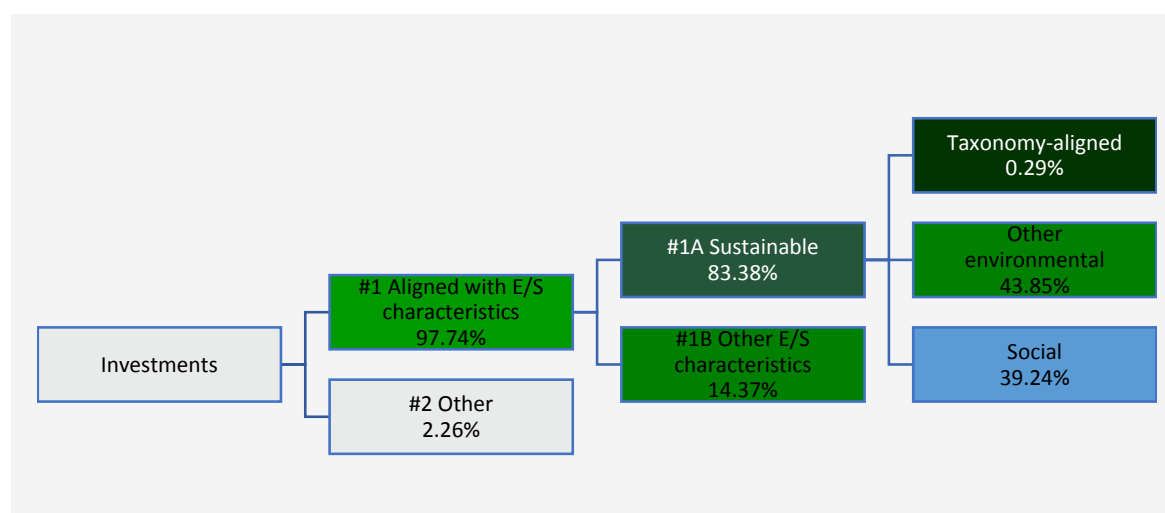 Investments
#1 Aligned with E/S
characteristics
97.74%
#2 Other
2.26%
#1A Sustainable
83.38%
#1B Other E/S
characteristics
14.37%
Taxonomy-aligned
0.29%
Other
environmental
43.85%
Social
39.24%